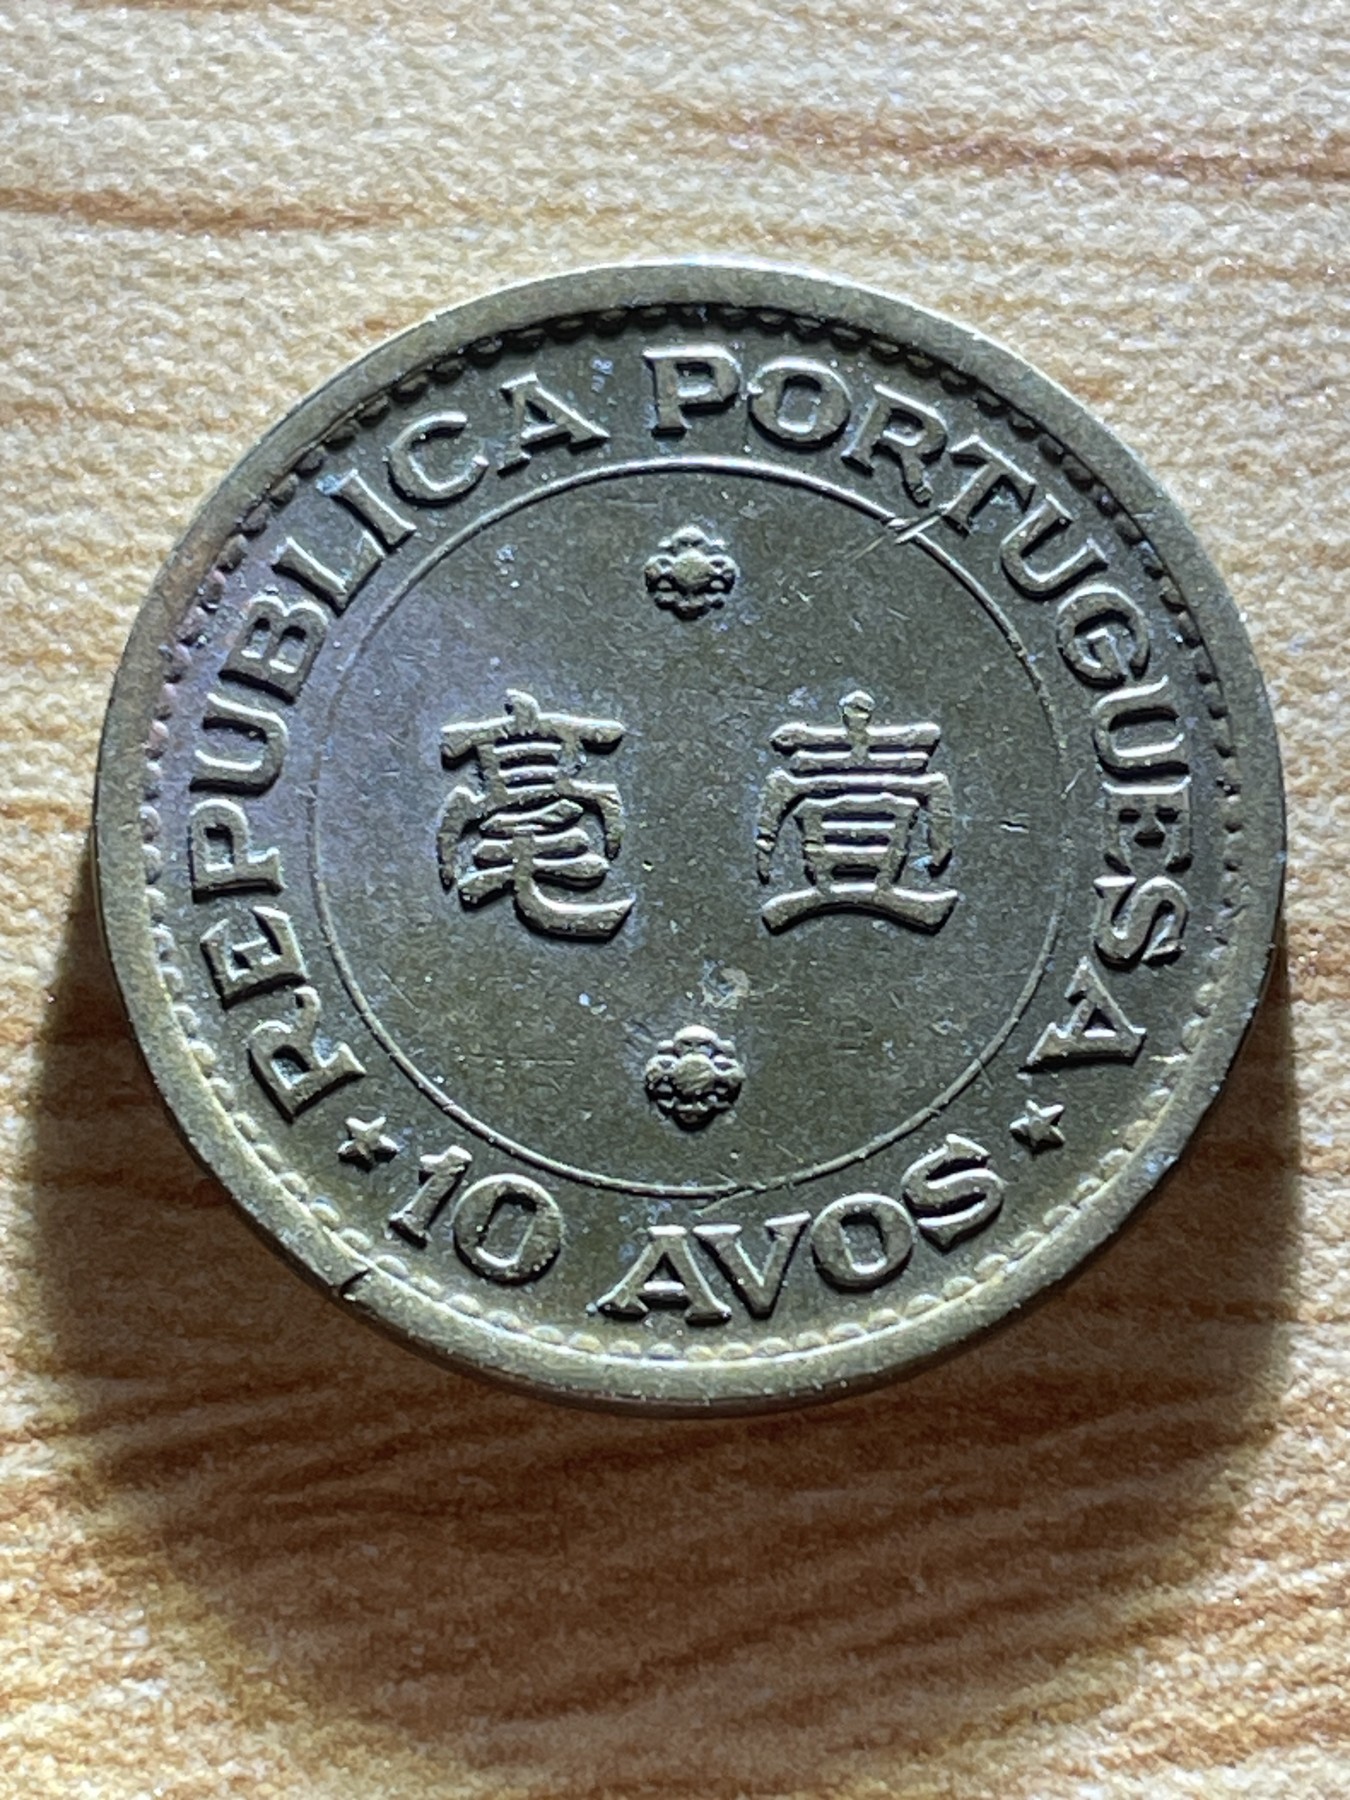 REPUBLICA PORTUGUESA
毫 壹
★ 10 AVOS ★